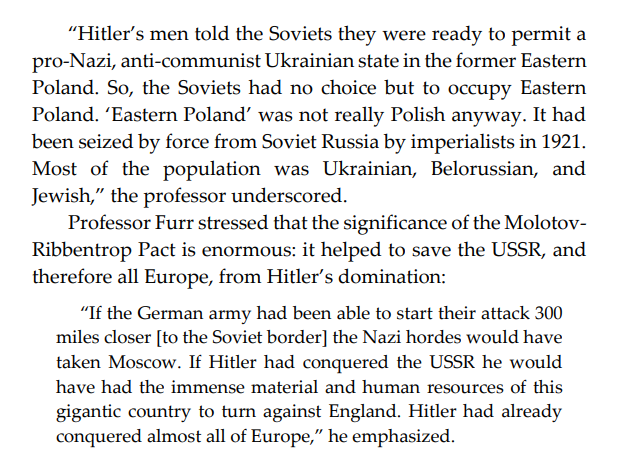 “Hitler’s men told the Soviets they were ready to permit a
pro-Nazi, anti-communist Ukrainian state in the former Eastern
Poland. So, the Soviets had no choice but to occupy Eastern
Poland. ‘Eastern Poland’ was not really Polish anyway. It had
been seized by force from Soviet Russia by imperialists in 1921.
Most of the population was Ukrainian, Belorussian, and
Jewish,” the professor underscored.
Professor Furr stressed that the significance of the Molotov-
Ribbentrop Pact is enormous: it helped to save the USSR, and
therefore all Europe, from Hitler’s domination:
“If the German army had been able to start their attack 300
miles closer [to the Soviet border] the Nazi hordes would have
taken Moscow. If Hitler had conquered the USSR he would
have had the immense material and human resources of this
gigantic country to turn against England. Hitler had already
conquered almost all of Europe,” he emphasized.